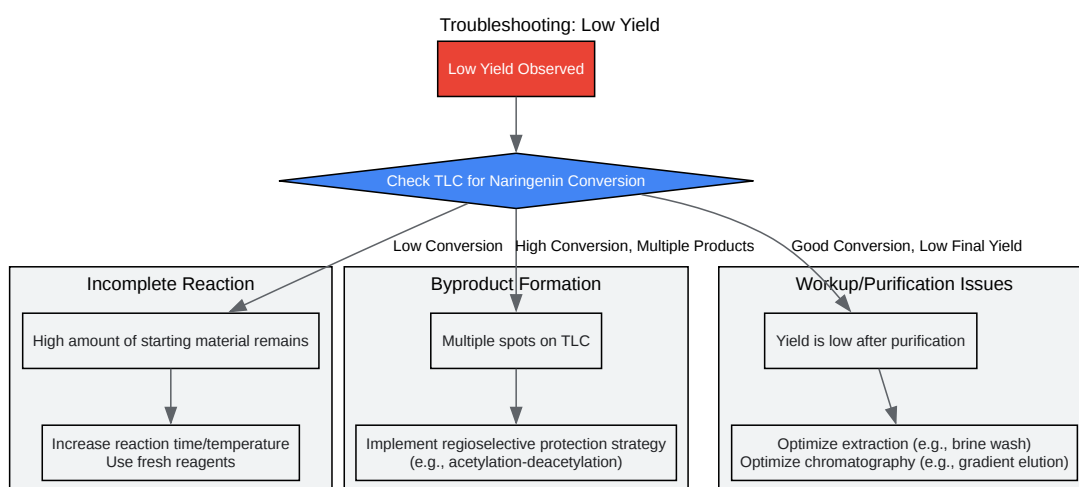 Troubleshooting: Low Yield
Low Yield Observed
Check TLC for Naringenin Conversion
Low Conversion
High Conversion, Multiple Products
Good Conversion, Low Final Yield
Incomplete Reaction
Byproduct Formation
Workup/Purification Issues
High amount of starting material remains
Multiple spots on TLC
Yield is low after purification
Increase reaction time/temperature
Use fresh reagents
Implement regioselective protection strategy
(e.g., acetylation-deacetylation)
Optimize extraction (e.g., brine wash)
Optimize chromatography (e.g., gradient elution)